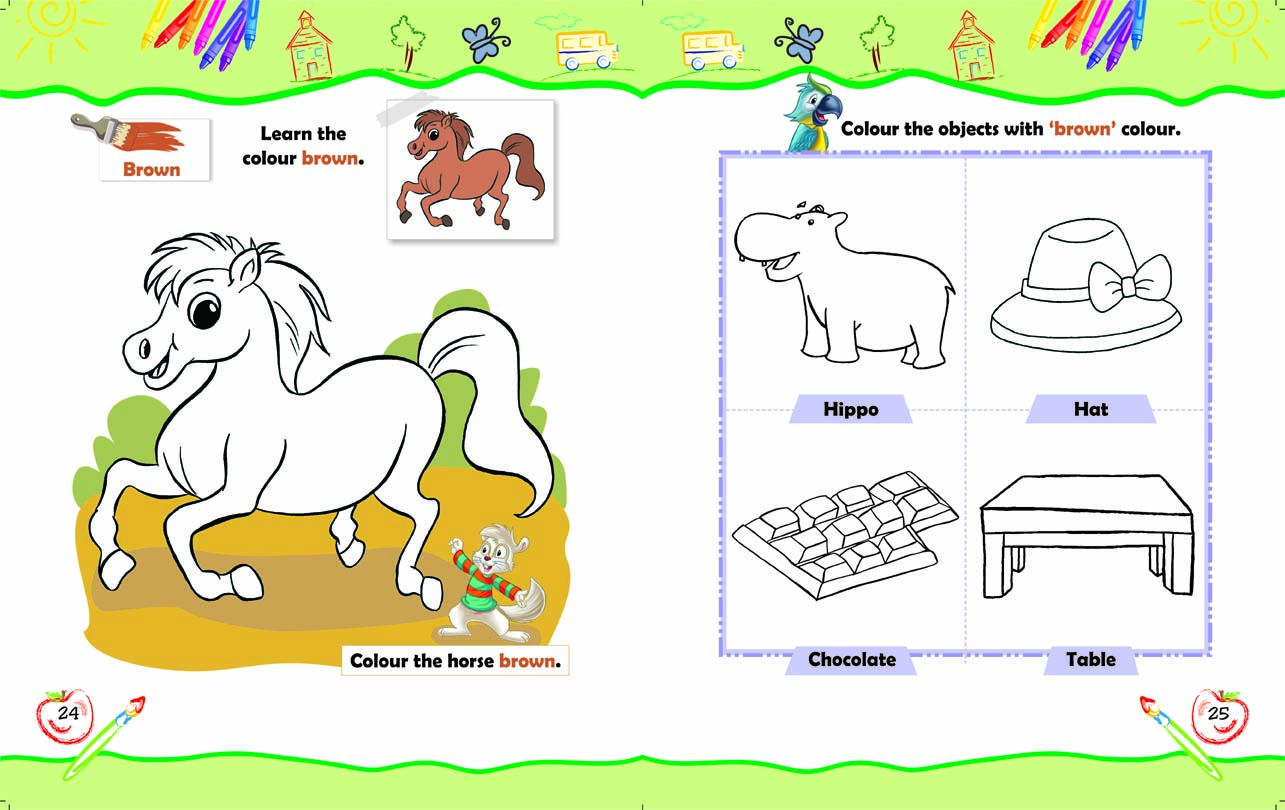 Brown
Learn the
colour brown.
Colour the horse brown.
24
Colour the objects with ‘brown’ colour.
Hippo
Hat
Chocolate
Table
25